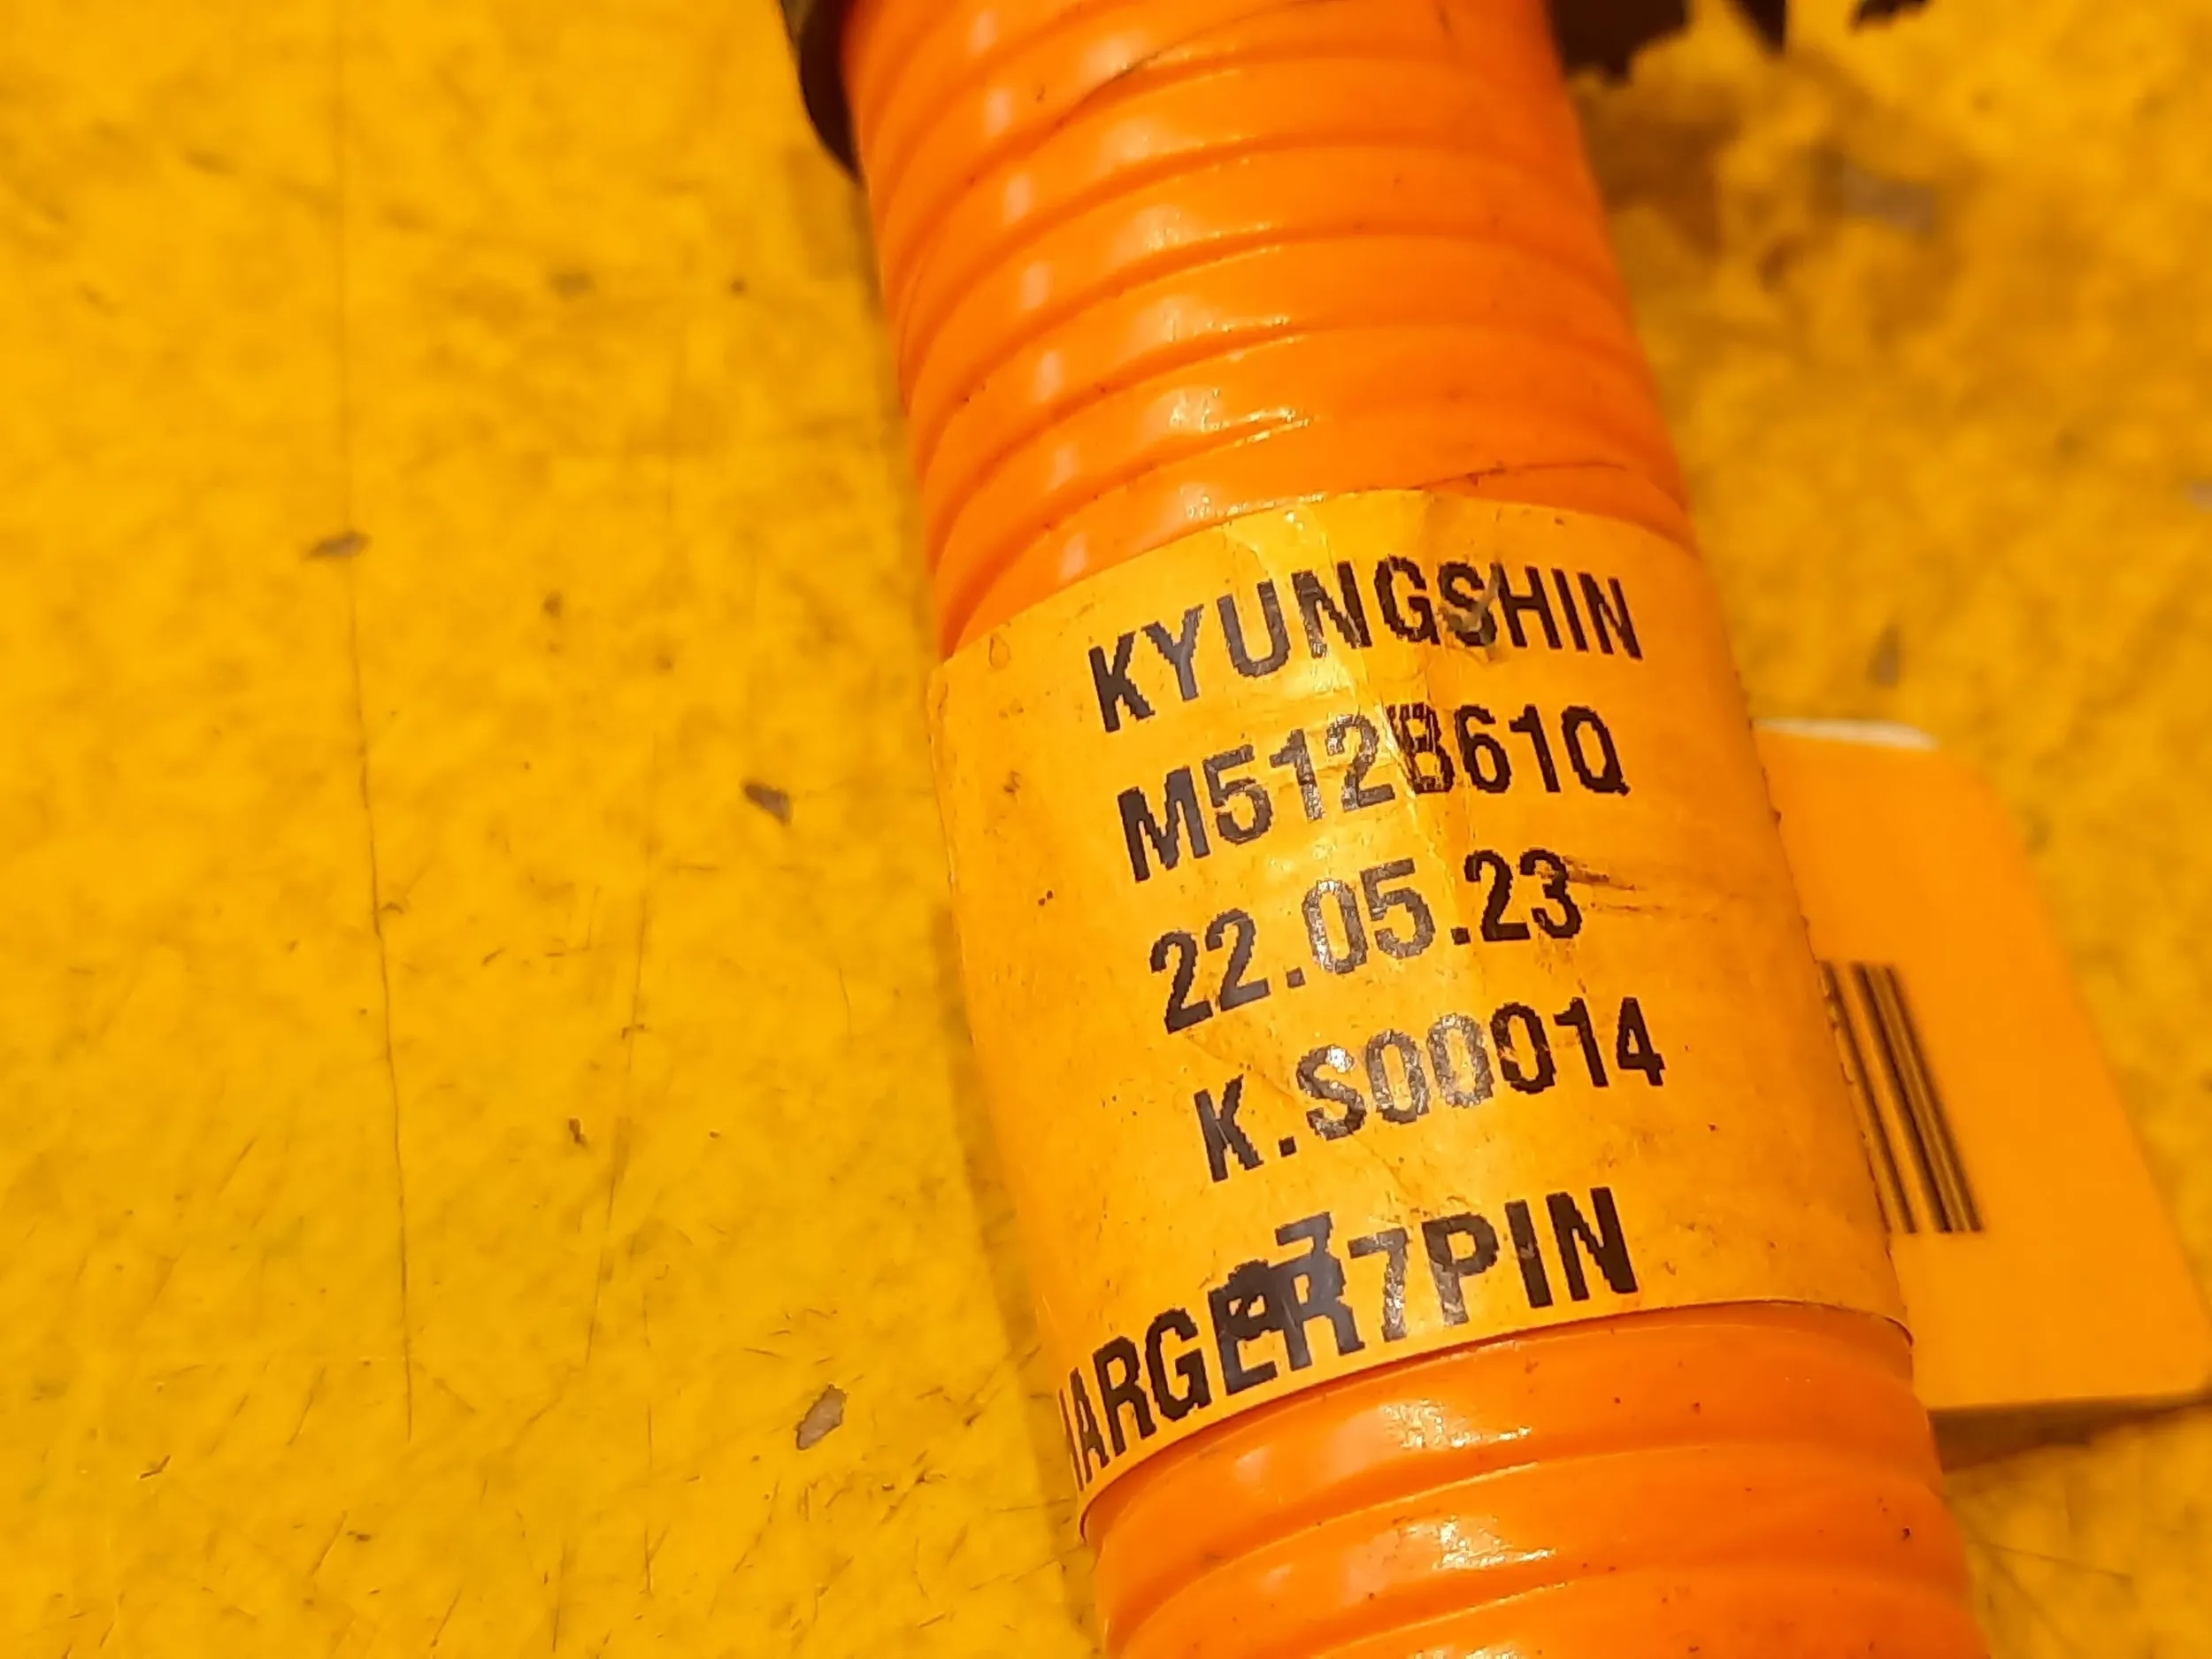 KYUNGSHIN
M512B61Q
22.05.23
K.S00014
HARGER7PIN